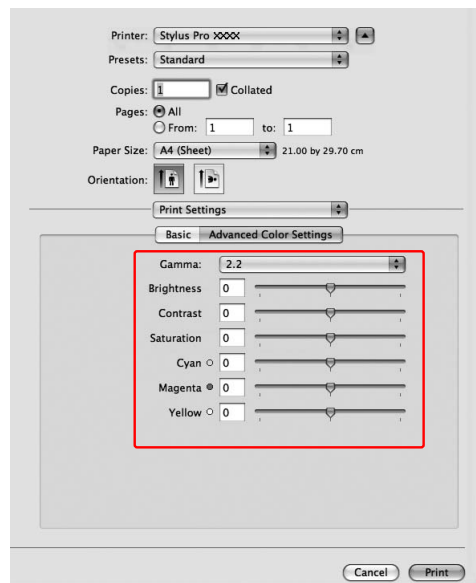 Printer: Stylus Pro XXXX
Presets: Standard
Copies: 1 Collated
Pages: All
From: 1 to: 1
Paper Size: A4 (Sheet) 21.00 by 29.70 cm
Orientation:
Print Settings
Basic Advanced Color Settings
Gamma: 2.2
Brightness 0
Contrast 0
Saturation 0
Cyan 0
Magenta 0
Yellow 0
Cancel Print